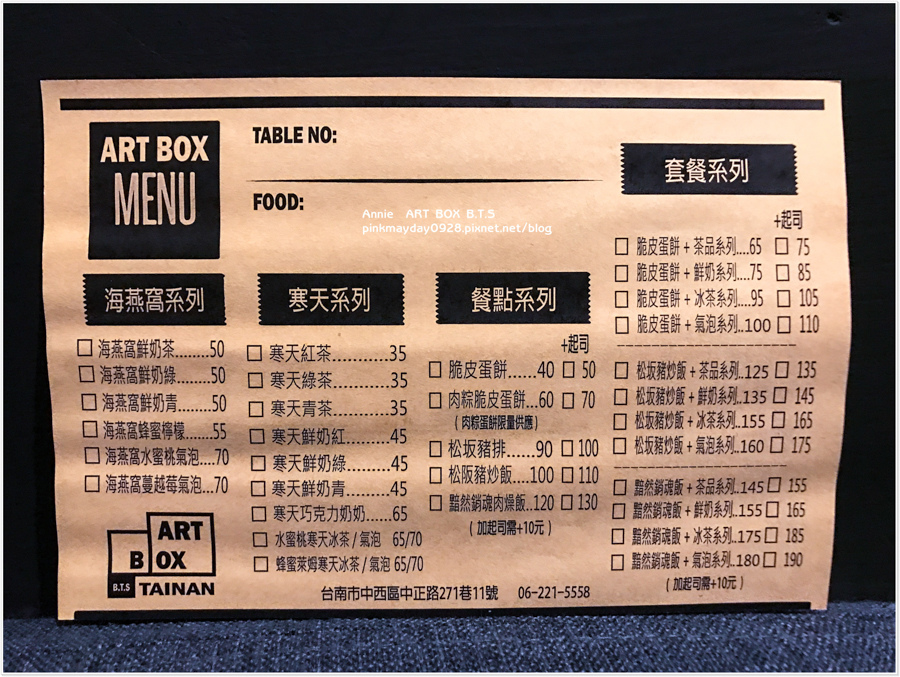 ART BOX
MENU
TABLE NO:
FOOD:
Annie ART BOX B.T.S
pinkmayday0928.pixnet.net/blog
海燕窩系列
□ 海燕窩鮮奶茶........50
□ 海燕窩鮮奶綠........50
□ 海燕窩鮮奶青........50
□ 海燕窩蜂蜜檸檬....55
□ 海燕窩水蜜桃氣泡....70
□ 海燕窩蔓越莓氣泡...70
寒天系列
□ 寒天紅茶............35
□ 寒天綠茶............35
□ 寒天青茶............35
□ 寒天鮮奶紅.........45
□ 寒天鮮奶綠.........45
□ 寒天鮮奶青.........45
□ 寒天巧克力奶奶......65
□ 水蜜桃寒天冰茶 / 氣泡 65/70
□ 蜂蜜萊姆寒天冰茶 / 氣泡 65/70
餐點系列
+起司
□ 脆皮蛋餅......40 □ 50
□ 肉粽脆皮蛋餅...60 □ 70
( 肉粽蛋餅限量供應 )
□ 松坂豬排.......90 □ 100
□ 松阪豬炒飯....100 □ 110
□ 黯然銷魂肉燥飯..120 □ 130
( 加起司需+10元 )
套餐系列
+起司
□ 脆皮蛋餅 + 茶品系列....65 □ 75
□ 脆皮蛋餅 + 鮮奶系列....75 □ 85
□ 脆皮蛋餅 + 冰茶系列...95 □ 105
□ 脆皮蛋餅 + 氣泡系列..100 □ 110
□ 松坂豬炒飯 + 茶品系列..125 □ 135
□ 松坂豬炒飯 + 鮮奶系列..135 □ 145
□ 松坂豬炒飯 + 冰茶系列..155 □ 165
□ 松坂豬炒飯 + 氣泡系列..160 □ 175
□ 黯然銷魂飯 + 茶品系列..145 □ 155
□ 黯然銷魂飯 + 鮮奶系列..155 □ 165
□ 黯然銷魂飯 + 冰茶系列..175 □ 185
□ 黯然銷魂飯 + 氣泡系列..180 □ 190
( 加起司需+10元 )
ART
BOX
B.T.S TAINAN
台南市中西區中正路271巷11號 06-221-5558